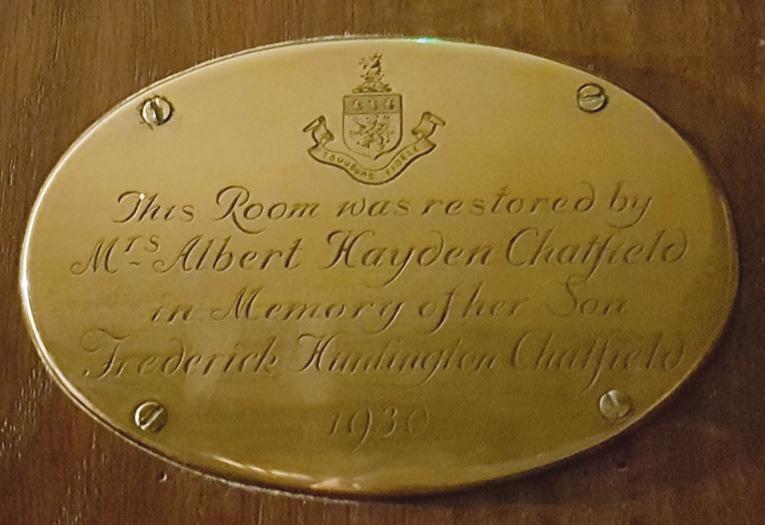 TOUJOURS FIDELE
This Room was restored by
Mrs Albert Hayden Chatfield
in Memory of her Son
Frederick Huntington Chatfield
1930